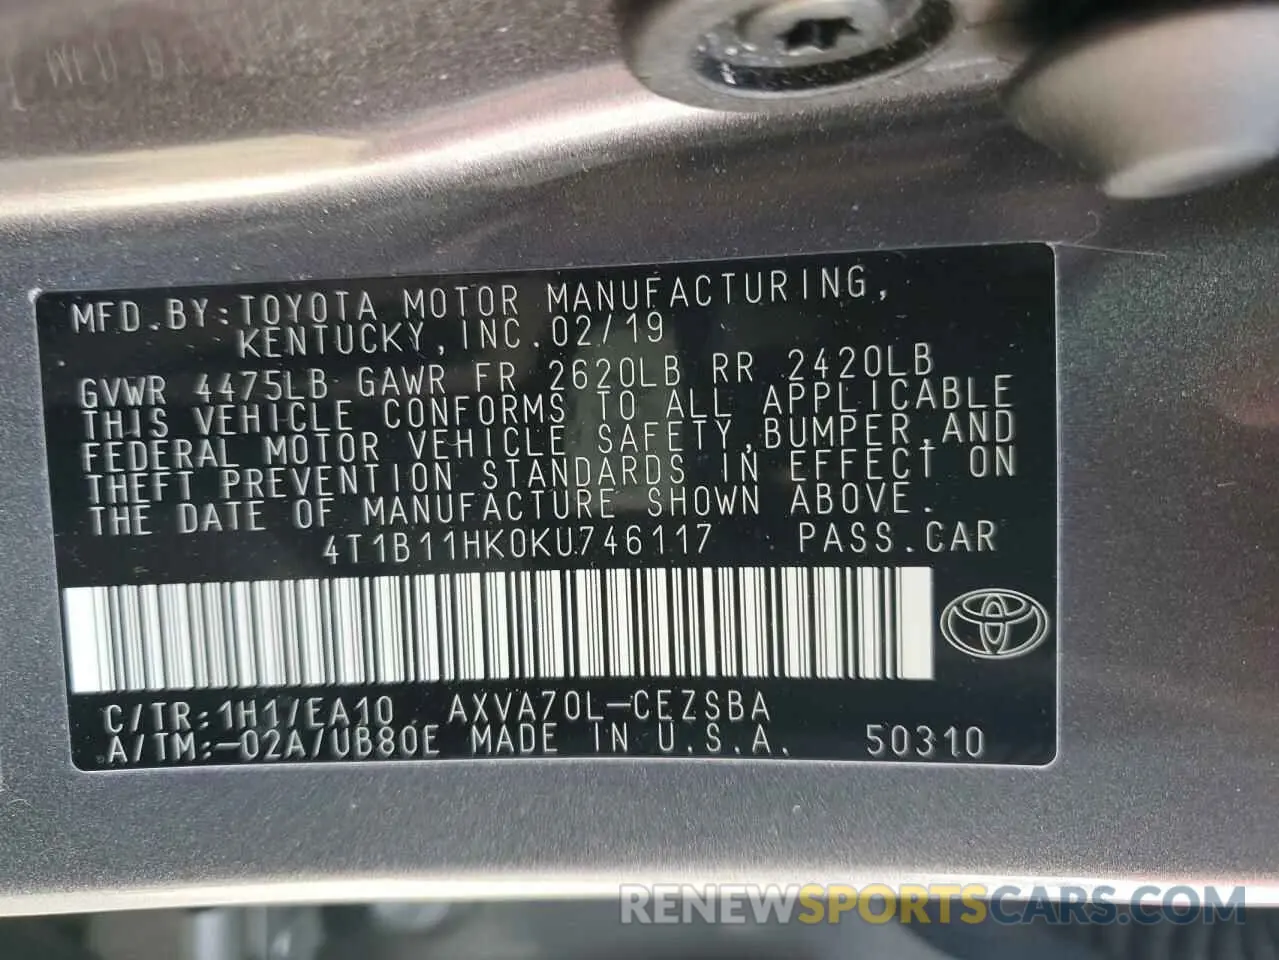 MFD.BY:TOYOTA MOTOR MANUFACTURING,
KENTUCKY,INC.02/19
GVWR 4475LB GAWR FR 2620LB RR 2420LB
THIS VEHICLE CONFORMS TO ALL APPLICABLE
FEDERAL MOTOR VEHICLE SAFETY,BUMPER,AND
THEFT PREVENTION STANDARDS IN EFFECT ON
THE DATE OF MANUFACTURE SHOWN ABOVE.
4T1B11HK0KU746117 PASS.CAR
C/TR:1H1/EA10 AXVA70L-CEZSBA
A/TM:-02A/UB80E MADE IN U.S.A. 50310
RENEWSPORTSCARS.COM